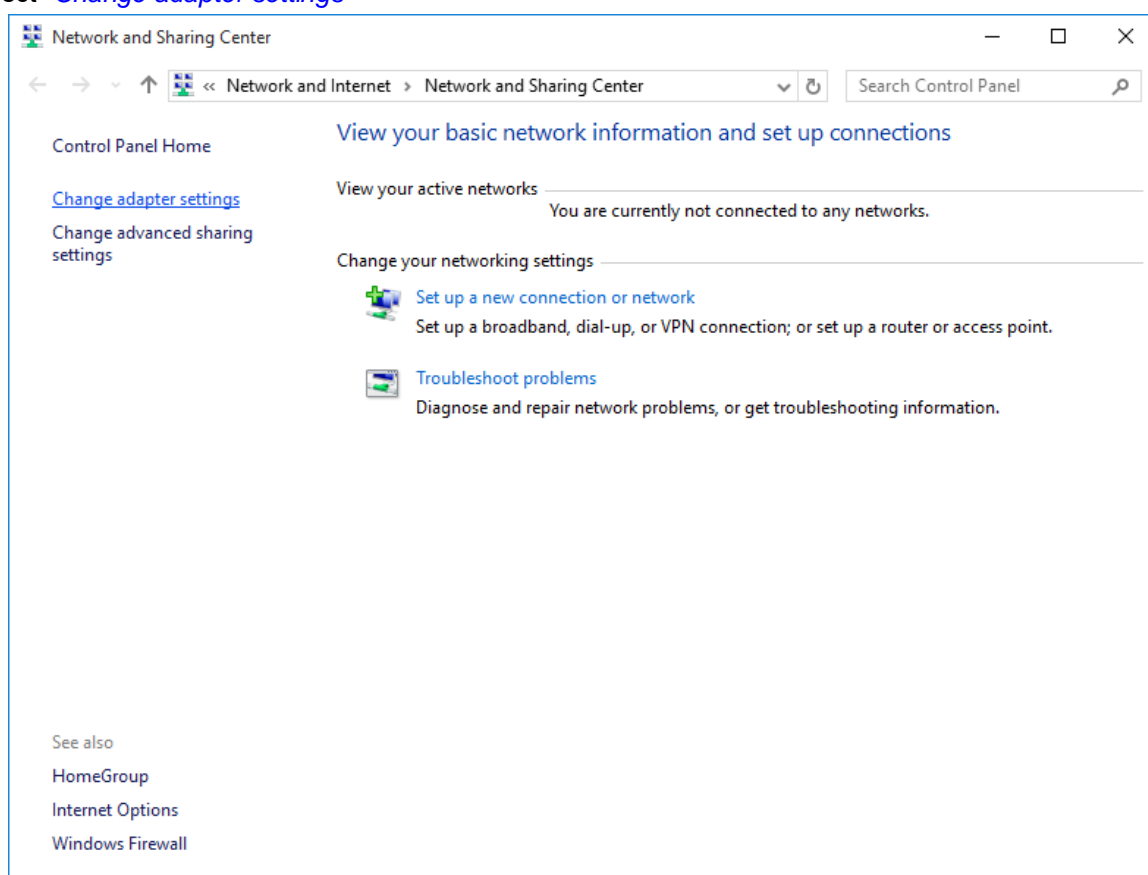 Change adapter settings
Network and Sharing Center
« Network and Internet › Network and Sharing Center
Search Control Panel
Control Panel Home
Change adapter settings
Change advanced sharing
settings
View your basic network information and set up connections
View your active networks
You are currently not connected to any networks.
Change your networking settings
Set up a new connection or network
Set up a broadband, dial-up, or VPN connection; or set up a router or access point.
Troubleshoot problems
Diagnose and repair network problems, or get troubleshooting information.
See also
HomeGroup
Internet Options
Windows Firewall